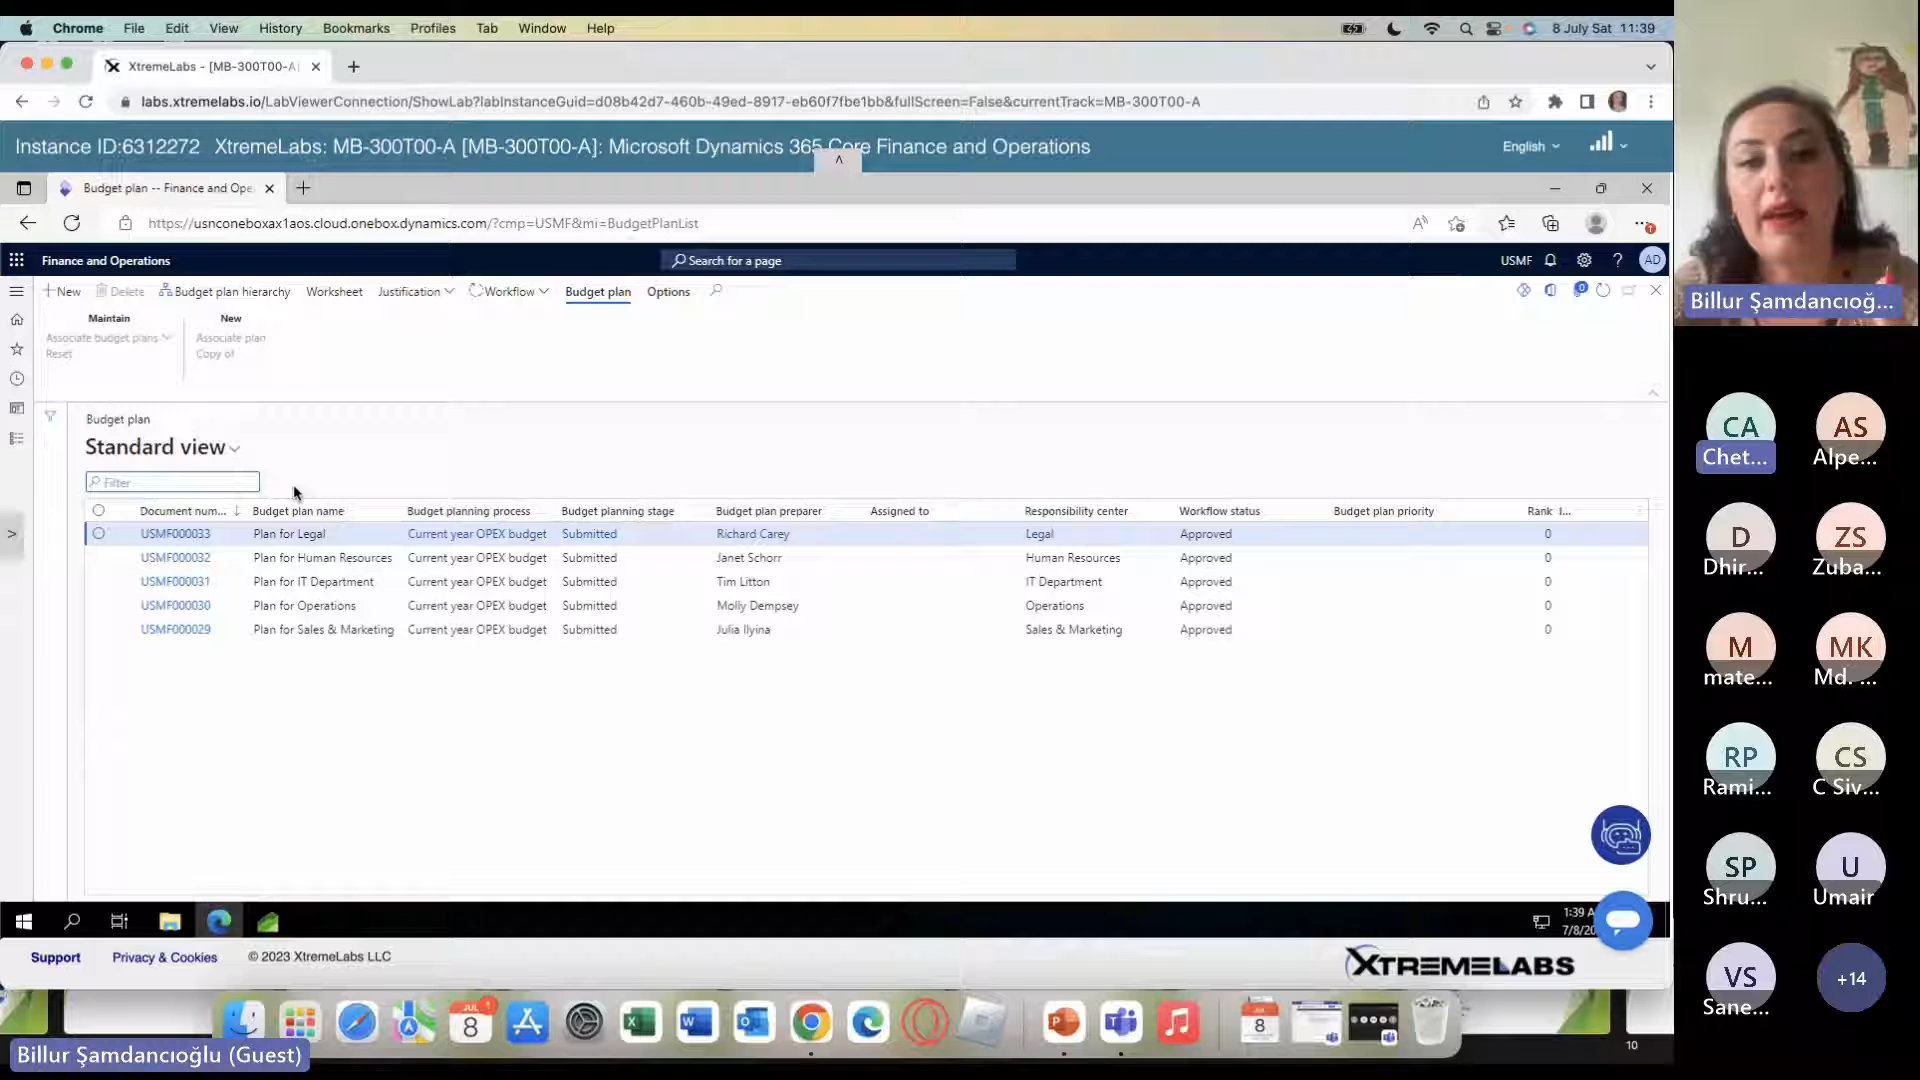 Chrome File Edit View History Bookmarks Profiles Tab Window Help 8 July Sat 11:39
XtremeLabs - [MB-300T00-A]
labs.xtremelabs.io/LabViewerConnection/ShowLab?labInstanceGuid=d08b42d7-460b-49ed-8917-eb60f7fbe1bb&fullScreen=False&currentTrack=MB-300T00-A
Instance ID:6312272 XtremeLabs: MB-300T00-A [MB-300T00-A]: Microsoft Dynamics 365 Core Finance and Operations English
Budget plan -- Finance and Ope
https://usnconeboxax1aos.cloud.onebox.dynamics.com/?cmp=USMF&mi=BudgetPlanList
Finance and Operations Search for a page USMF ? AD
New Delete Budget plan hierarchy Worksheet Justification Workflow Budget plan Options 0
Maintain New
Associate budget plans Associate plan
Reset Copy of
Budget plan
Standard view
Filter
Document num... Budget plan name Budget planning process Budget planning stage Budget plan preparer Assigned to Responsibility center Workflow status Budget plan priority Rank I...
USMF000033 Plan for Legal Current year OPEX budget Submitted Richard Carey Legal Approved 0
USMF000032 Plan for Human Resources Current year OPEX budget Submitted Janet Schorr Human Resources Approved 0
USMF000031 Plan for IT Department Current year OPEX budget Submitted Tim Litton IT Department Approved 0
USMF000030 Plan for Operations Current year OPEX budget Submitted Molly Dempsey Operations Approved 0
USMF000029 Plan for Sales & Marketing Current year OPEX budget Submitted Julia Ilyina Sales & Marketing Approved 0
1:39 A
7/8/20
Support Privacy & Cookies © 2023 XtremeLabs LLC XTREMELABS
JUL 8 1
8
10
Billur Şamdancıoğlu (Guest)
Billur Şamdancıoğ...
CA AS
Chet... Alpe...
D ZS
Dhir... Zuba...
M MK
mate... Md. ...
RP CS
Rami... C Siv...
SP U
Shru... Umair
VS +14
Sane...